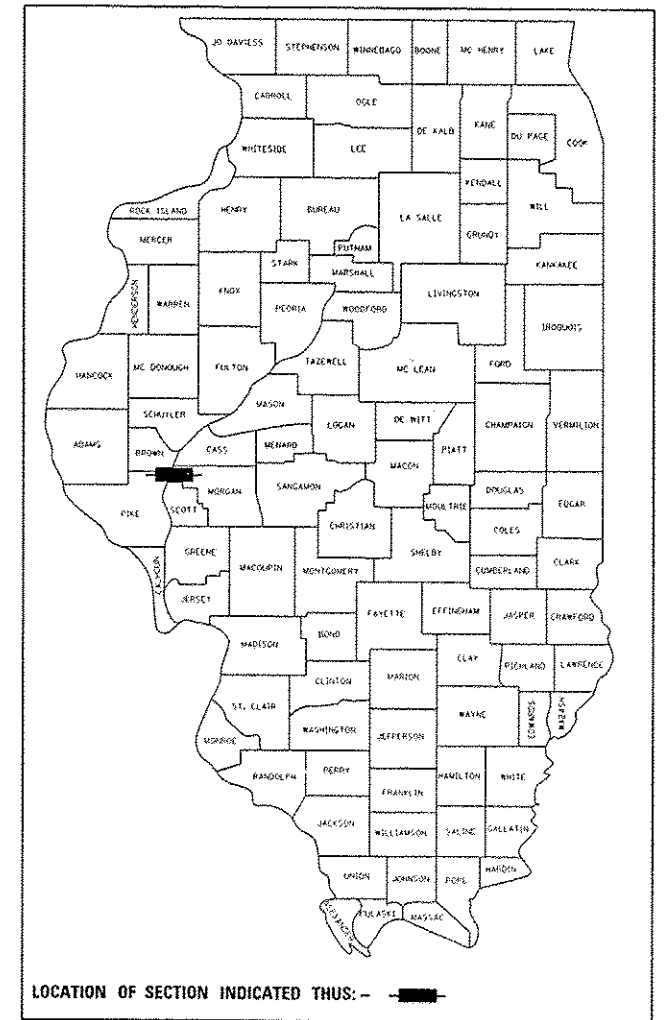 JO DAVIESS STEPHENSON WINNEBAGO BOONE MC HENRY LAKE
CARROLL OGLE DE KALB KANE DU PAGE COOK
WHITESIDE LEE
KENDALL WILL
ROCK ISLAND HENRY BUREAU LA SALLE GRUNDY
MERCER PUTNAM KANKAKEE
STARK MARSHALL
HENDERSON WARREN KNOX PEORIA WOODFORD LIVINGSTON IROQUOIS
HANCOCK MC DONOUGH FULTON TAZEWELL MC LEAN FORD
SCHUYLER MASON LOGAN DE WITT CHAMPAIGN VERMILION
ADAMS BROWN CASS MENARD MACON PIATT
PIKE SCOTT MORGAN SANGAMON MOULTRIE DOUGLAS EDGAR
CHRISTIAN COLES
CALHOUN GREENE MACOUPIN MONTGOMERY SHELBY CUMBERLAND CLARK
JERSEY
MADISON BOND FAYETTE EFFINGHAM JASPER CRAWFORD
CLINTON MARION CLAY RICHLAND LAWRENCE
ST. CLAIR WASHINGTON JEFFERSON WAYNE EDWARDS WABASH
MONROE
RANDOLPH PERRY FRANKLIN HAMILTON WHITE
JACKSON WILLIAMSON SALINE GALLATIN
UNION JOHNSON POPE HARDIN
ALEXANDER PULASKI MASSAC
LOCATION OF SECTION INDICATED THUS: -